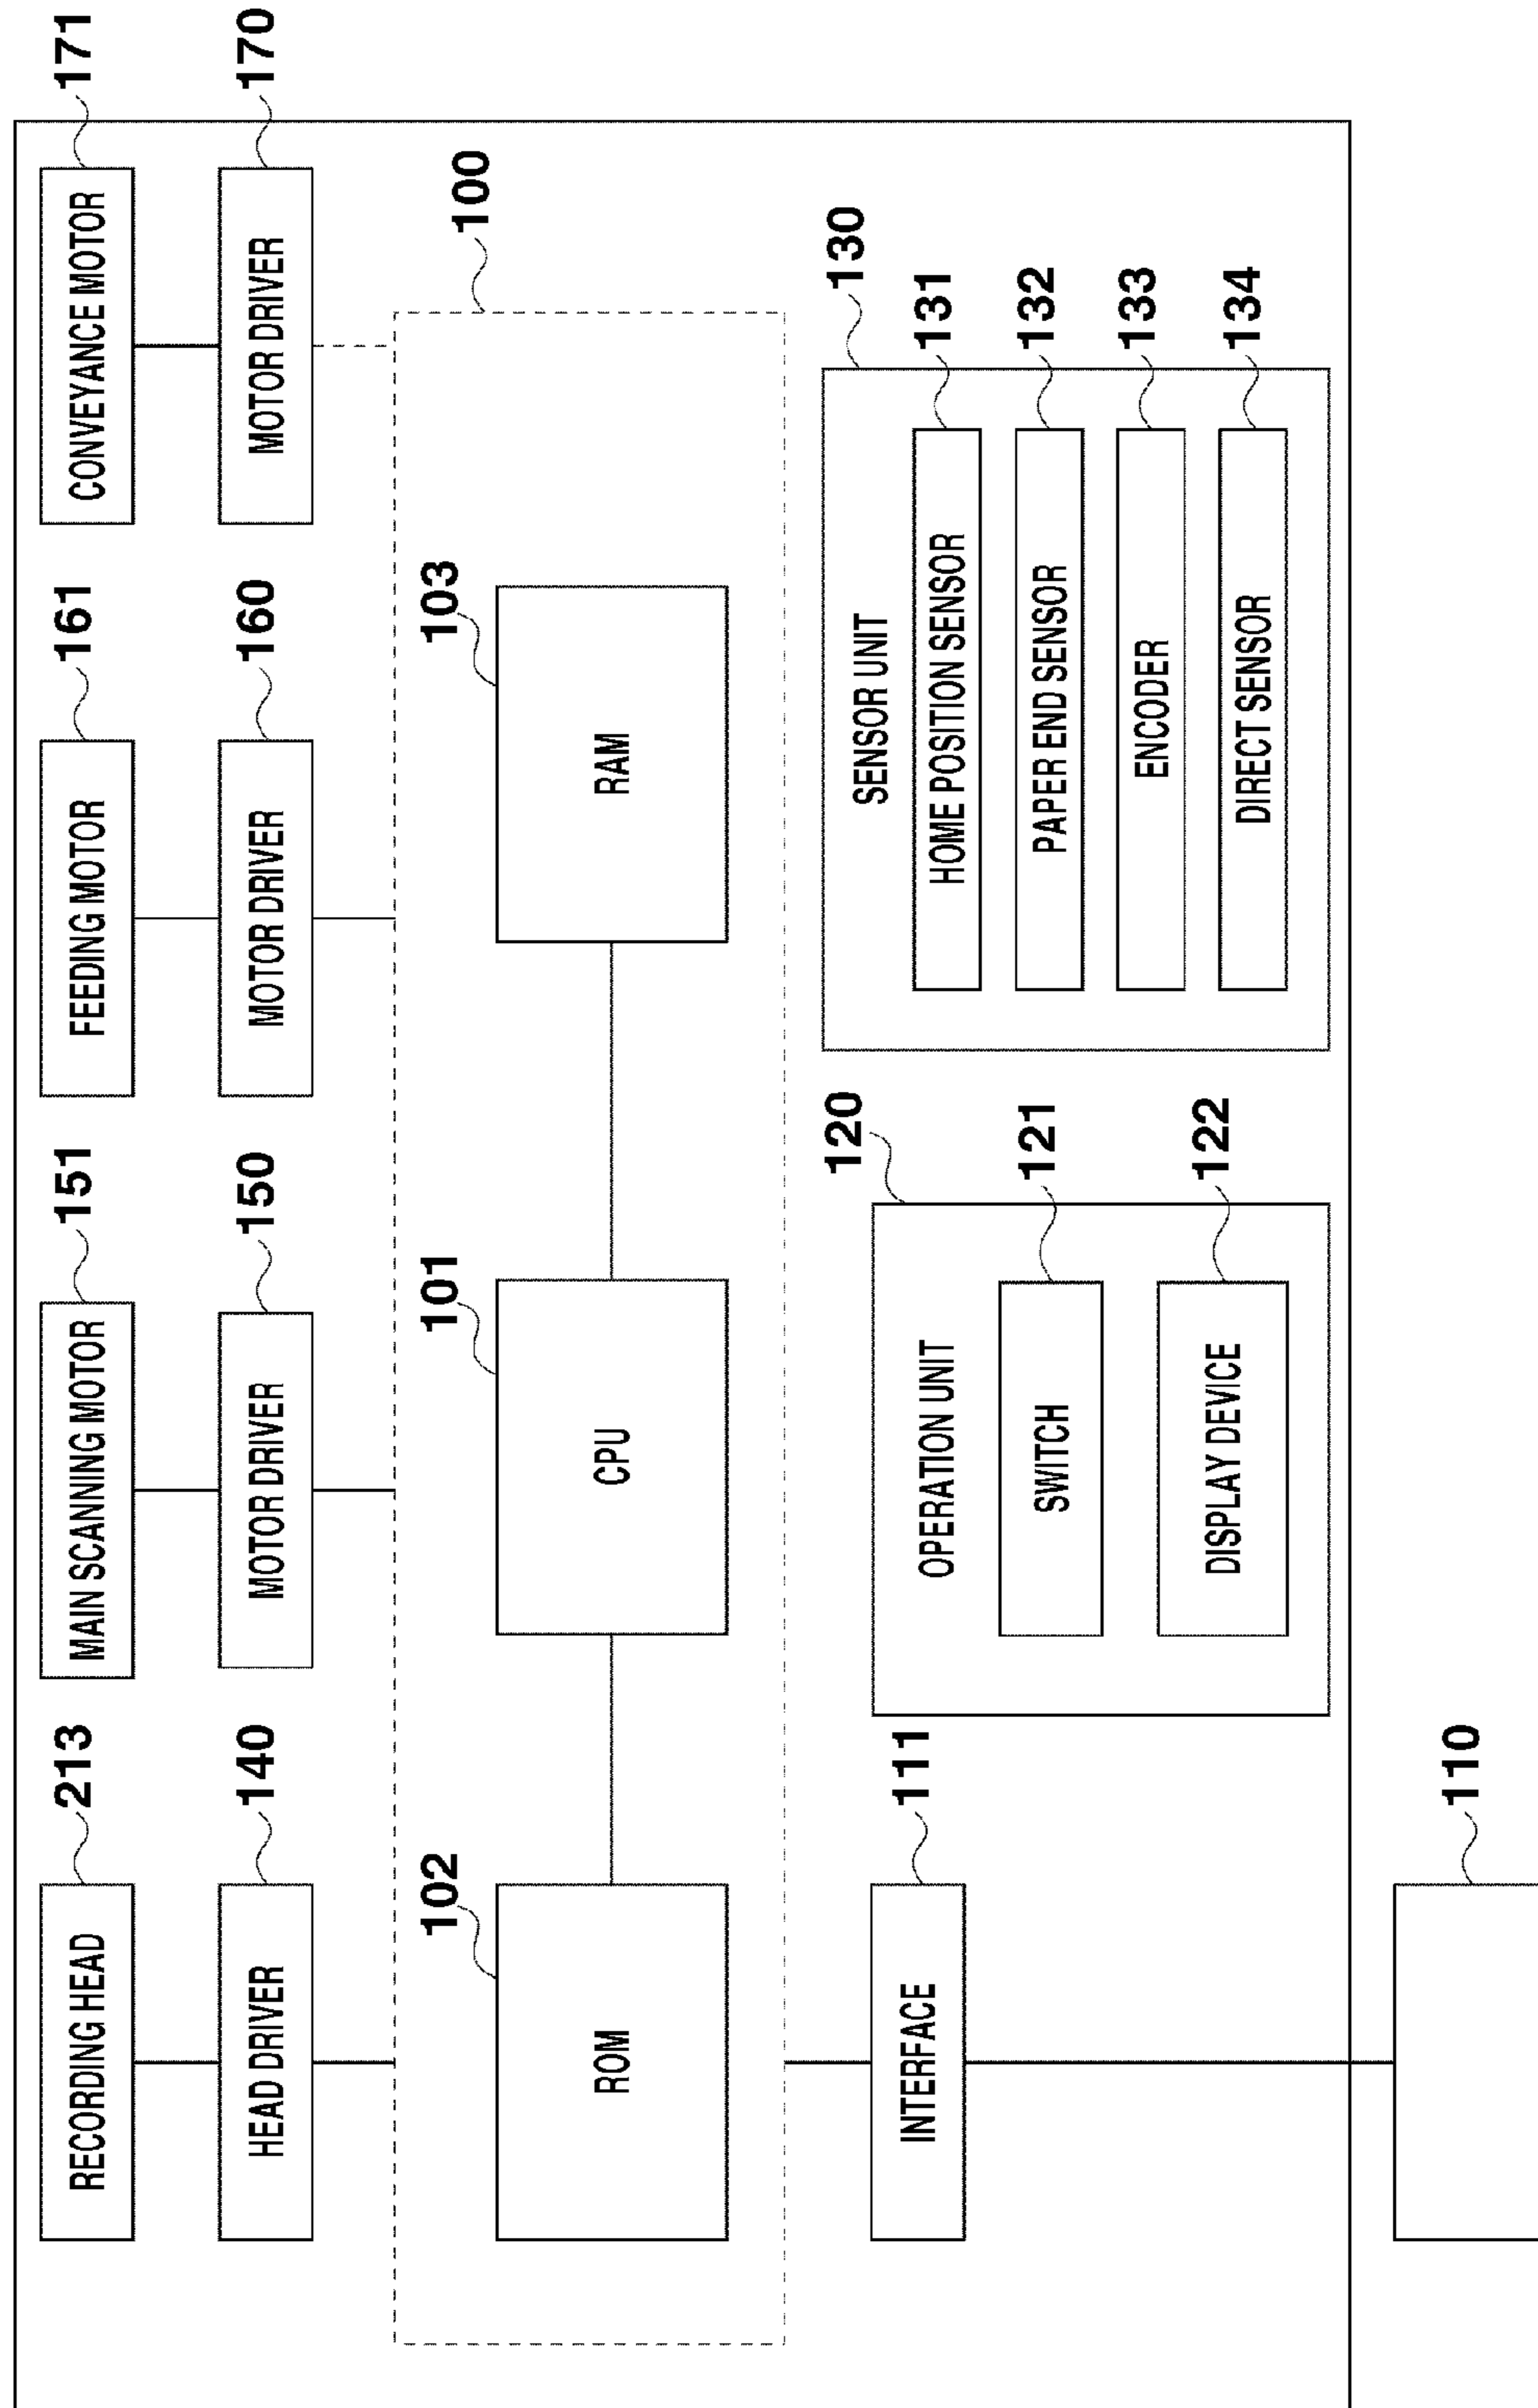 213
RECORDING HEAD
151
MAIN SCANNING MOTOR
161
FEEDING MOTOR
171
CONVEYANCE MOTOR
140
HEAD DRIVER
150
MOTOR DRIVER
160
MOTOR DRIVER
170
MOTOR DRIVER
100
102
ROM
101
CPU
103
RAM
111
INTERFACE
120
OPERATION UNIT
121
SWITCH
122
DISPLAY DEVICE
130
SENSOR UNIT
131
HOME POSITION SENSOR
132
PAPER END SENSOR
133
ENCODER
134
DIRECT SENSOR
110